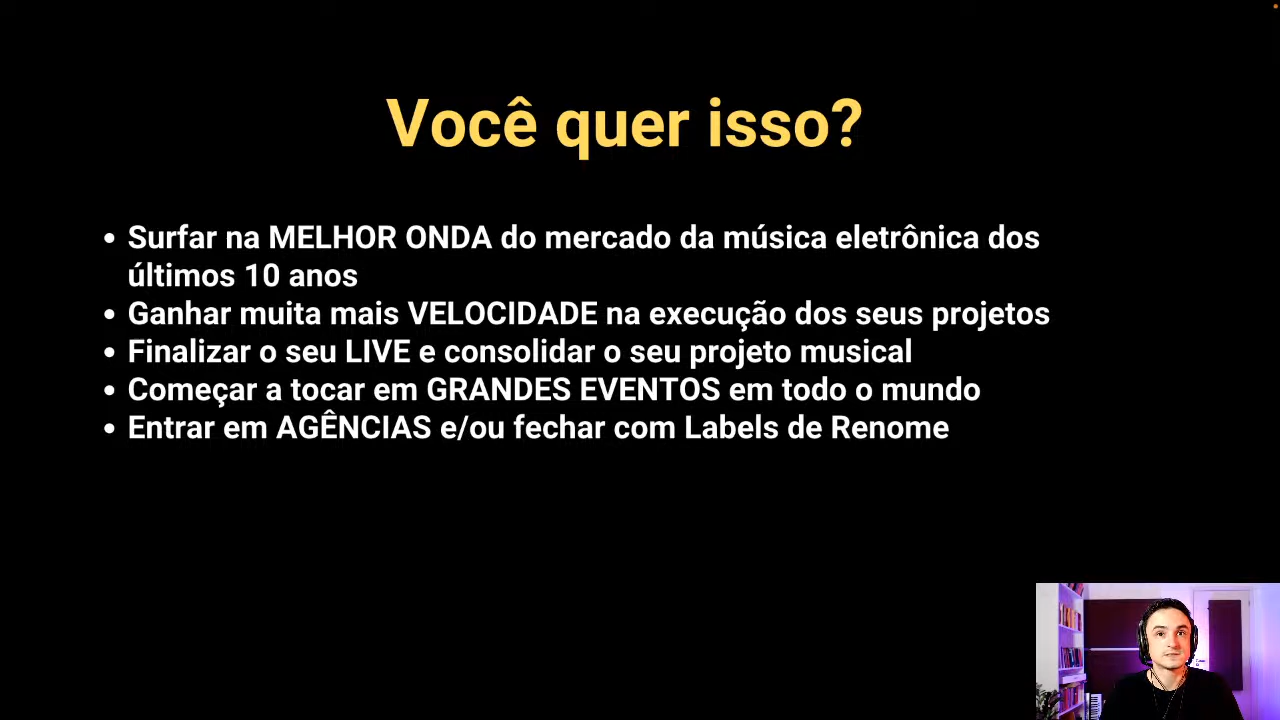 Você quer isso?
• Surfar na MELHOR ONDA do mercado da música eletrônica dos
últimos 10 anos
• Ganhar muita mais VELOCIDADE na execução dos seus projetos
• Finalizar o seu LIVE e consolidar o seu projeto musical
• Começar a tocar em GRANDES EVENTOS em todo o mundo
• Entrar em AGÊNCIAS e/ou fechar com Labels de Renome